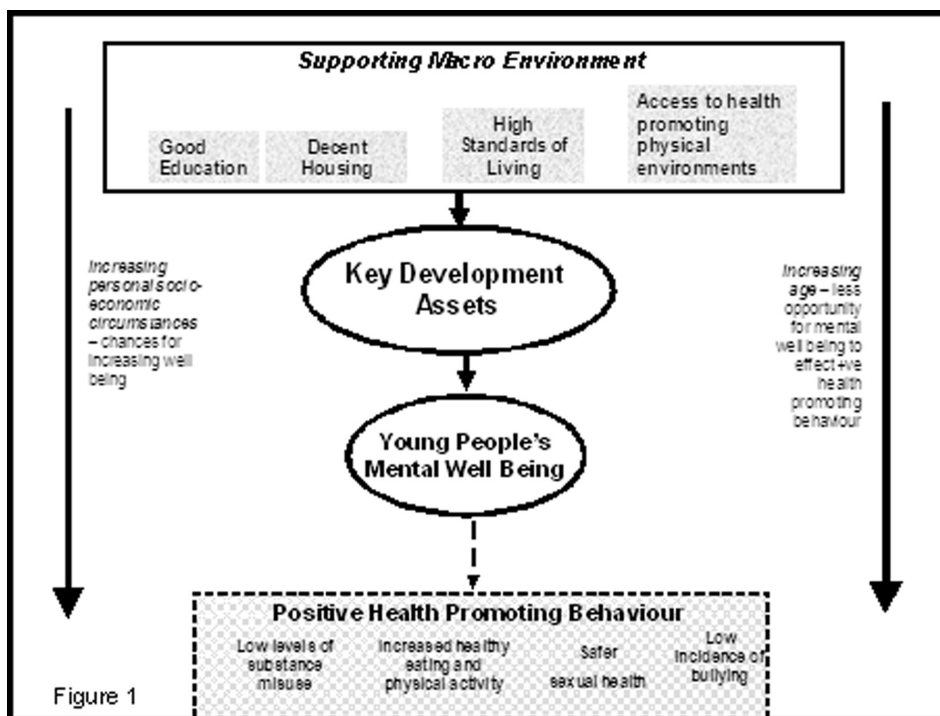 Supporting Macro Environment
Good
Education
Decent
Housing
High
Standards of
Living
Access to health
promoting
physical
environments
Key Development
Assets
Increasing
personal socio-
economic
circumstances
– chances for
increasing well
being
Increasing
age – less
opportunity
for mental
well being to
effect +ve
health
promoting
behaviour
Young People's
Mental Well Being
Positive Health Promoting Behaviour
Low levels of
substance
misuse
Increased healthy
eating and
physical activity
Safer
sexual health
Low
incidence of
bullying
Figure 1